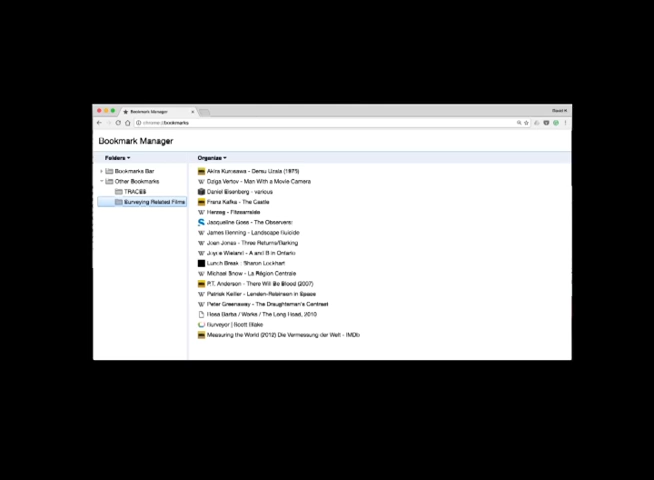 Bookmark Manager
chrome://bookmarks
Bookmark Manager
Folders
Organize
Bookmarks Bar
Other Bookmarks
TRACES
Surveying Related Films
Akira Kurosawa - Dersu Uzala (1975)
Dziga Vertov - Man With a Movie Camera
Daniel Eisenberg - various
Franz Kafka - The Castle
Herzog - Fitzcarraldo
Jacqueline Goss - The Observers
James Benning - Landscape Suicide
Joan Jonas - Three Returns/Barking
Joyce Wieland - A and B in Ontario
Lunch Break : Sharon Lockhart
Michael Snow - La Région Centrale
P.T. Anderson - There Will Be Blood (2007)
Patrick Keiller - London-Robinson in Space
Peter Greenaway - The Draughtsman's Contract
Rosa Barba / Works / The Long Road, 2010
Surveyor | Scott Blake
Measuring the World (2012) Die Vermessung der Welt - IMDb